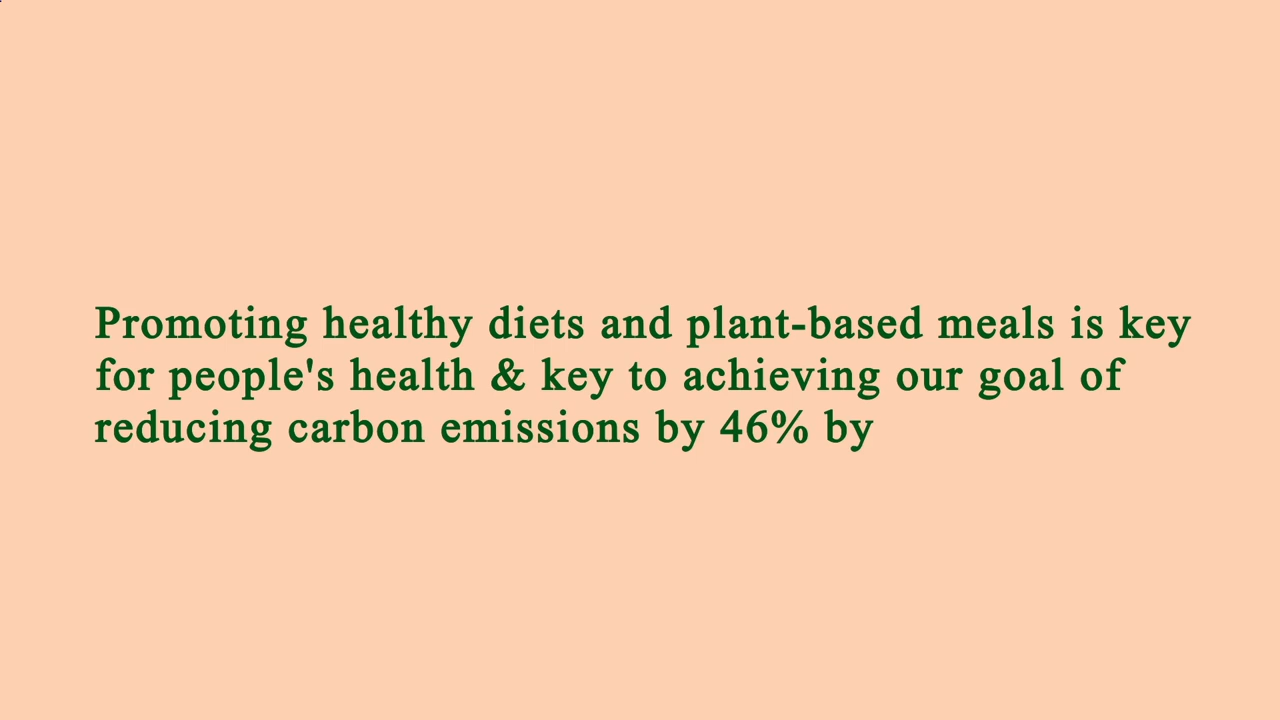 Promoting healthy diets and plant-based meals is key
for people's health & key to achieving our goal of
reducing carbon emissions by 46% by